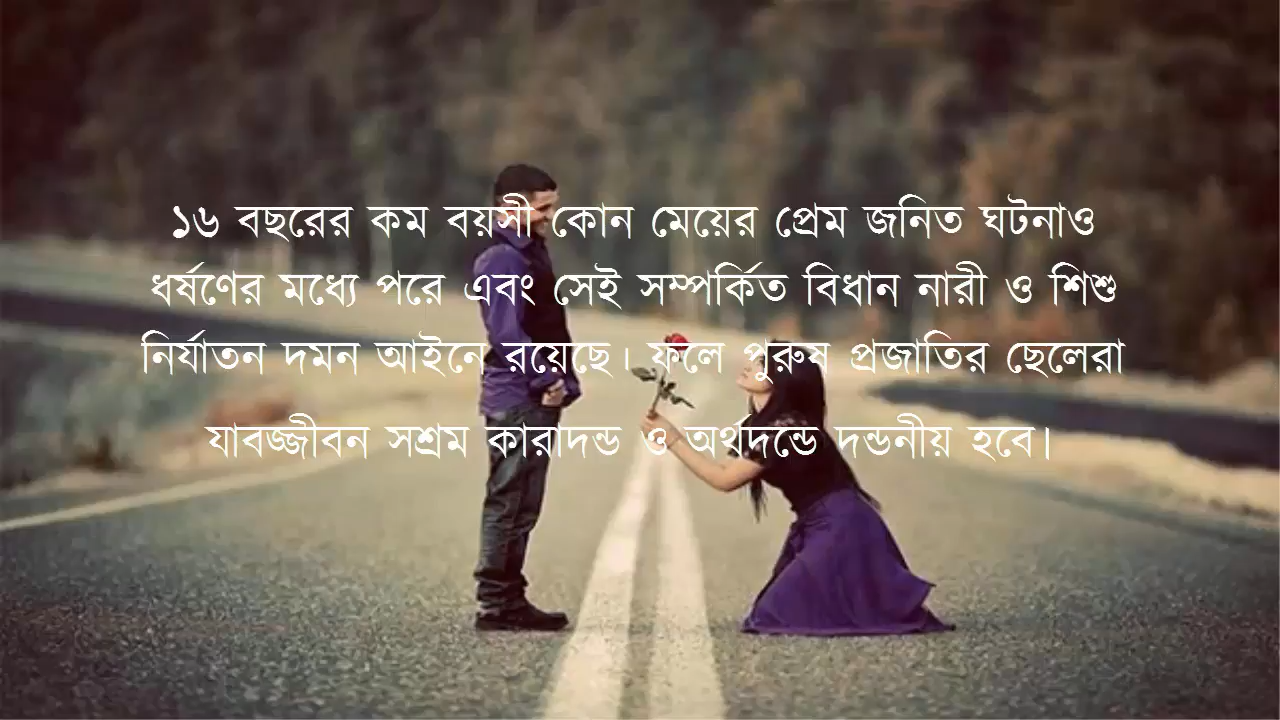 ১৬ বছরের কম বয়সী কোন মেয়ের প্রেম জনিত ঘটনাও
ধর্ষণের মধ্যে পরে এবং সেই সম্পর্কিত বিধান নারী ও শিশু
নির্যাতন দমন আইনে রয়েছে। ফলে পুরুষ প্রজাতির ছেলেরা
যাবজ্জীবন সশ্রম কারাদন্ড ও অর্থদন্ডে দন্ডনীয় হবে।